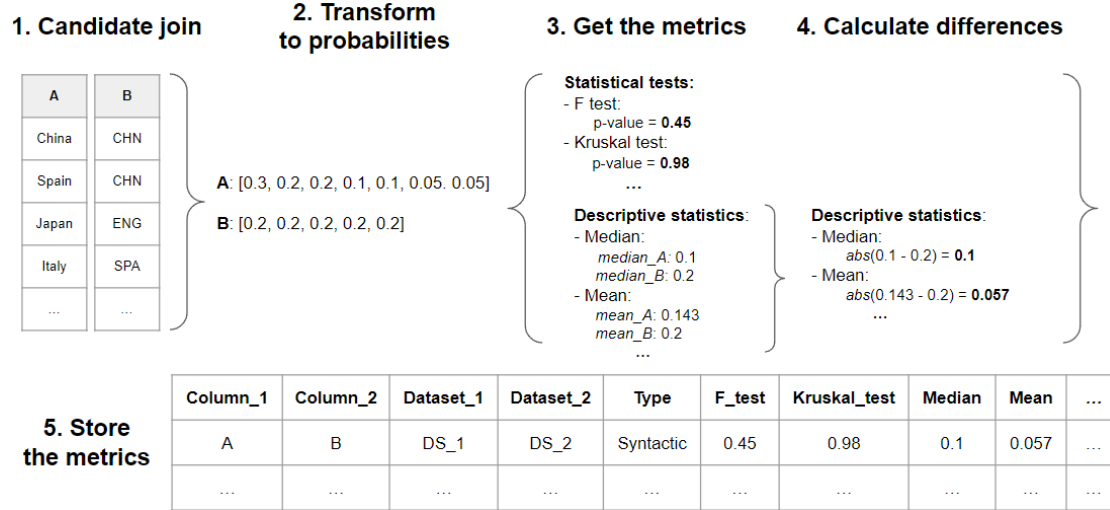 1. Candidate join
2. Transform
to probabilities
3. Get the metrics
4. Calculate differences
A B
China CHN
Spain CHN
Japan ENG
Italy SPA
... ...
A: [0.3, 0.2, 0.2, 0.1, 0.1, 0.05. 0.05]
B: [0.2, 0.2, 0.2, 0.2, 0.2]
Statistical tests:
- F test:
p-value = 0.45
- Kruskal test:
p-value = 0.98
...
Descriptive statistics:
- Median:
median_A: 0.1
median_B: 0.2
- Mean:
mean_A: 0.143
mean_B: 0.2
...
Descriptive statistics:
- Median:
abs(0.1 - 0.2) = 0.1
- Mean:
abs(0.143 - 0.2) = 0.057
...
5. Store
the metrics
Column_1 Column_2 Dataset_1 Dataset_2 Type F_test Kruskal_test Median Mean ...
A B DS_1 DS_2 Syntactic 0.45 0.98 0.1 0.057 ...
... ... ... ... ... ... ... ... ... ...